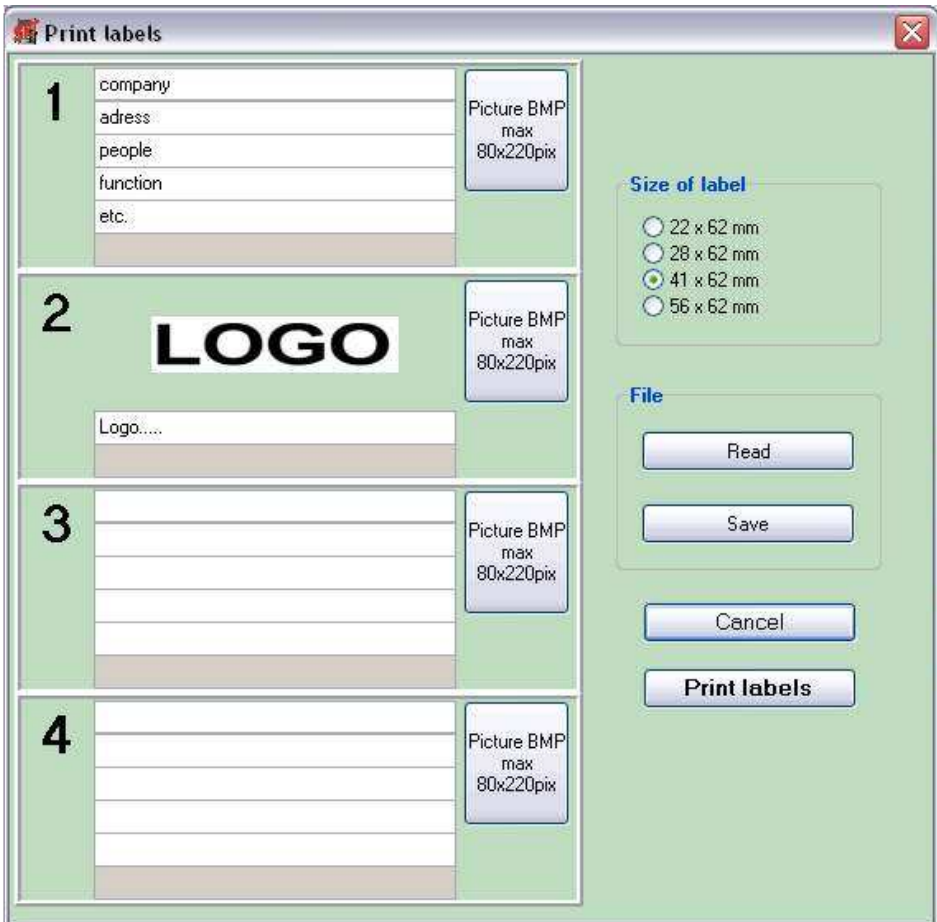 Print labels
1
company
adress
people
function
etc.
Picture BMP
max
80x220pix
2
LOGO
Logo.....
Picture BMP
max
80x220pix
3
Picture BMP
max
80x220pix
4
Picture BMP
max
80x220pix
Size of label
22 x 62 mm
28 x 62 mm
41 x 62 mm
56 x 62 mm
File
Read
Save
Cancel
Print labels